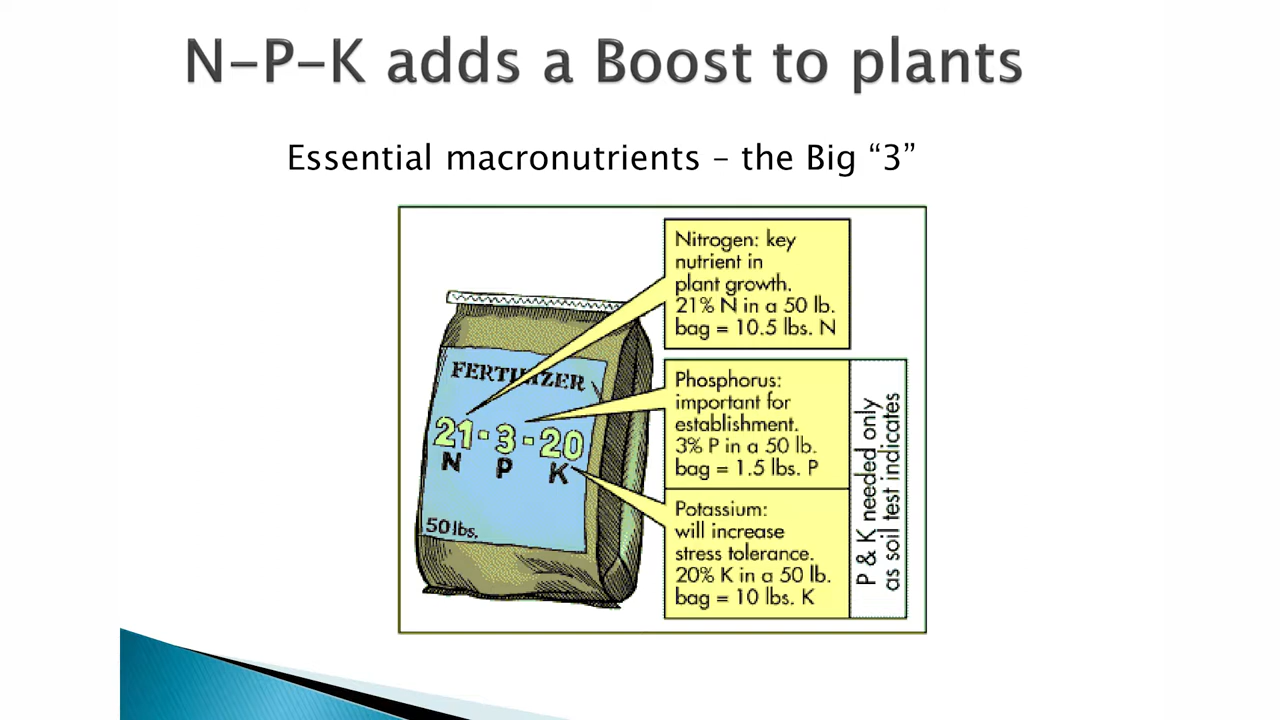 N-P-K adds a Boost to plants
Essential macronutrients – the Big “3”
Nitrogen: key
nutrient in
plant growth.
21% N in a 50 lb.
bag = 10.5 lbs. N
FERTILIZER
21-3-20
N P K
50 lbs.
Phosphorus:
important for
establishment.
3% P in a 50 lb.
bag = 1.5 lbs. P
Potassium:
will increase
stress tolerance.
20% K in a 50 lb.
bag = 10 lbs. K
P & K needed only
as soil test indicates